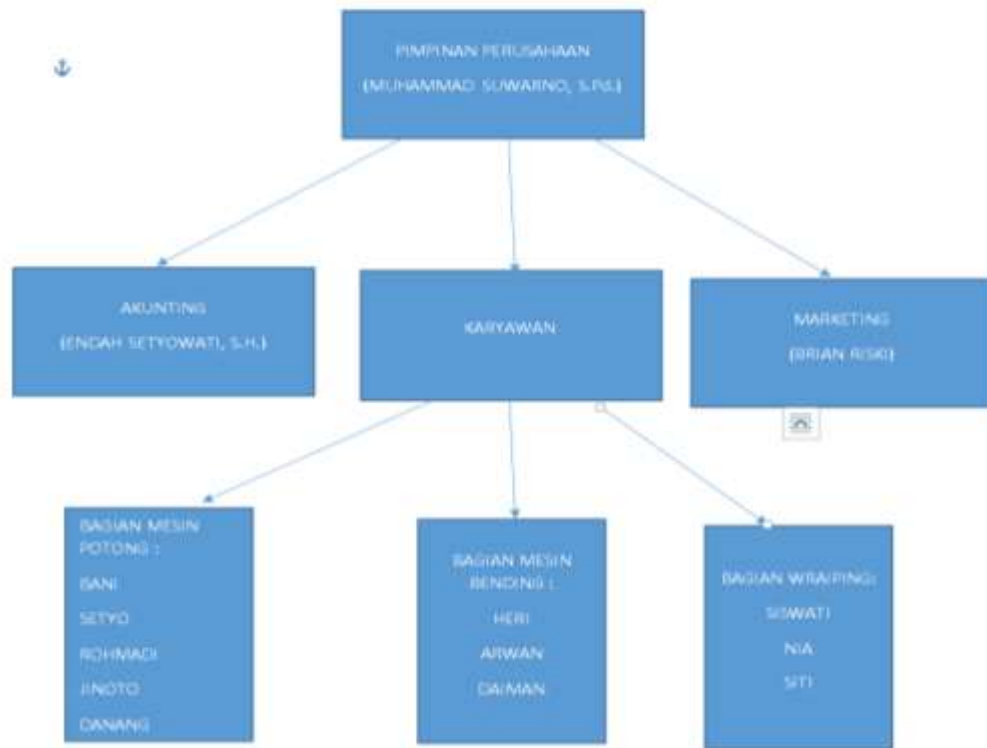 PIMPINAN PERUSAHAAN
(MUHAMMAD SUWARNO, S.Pd.)
AKUNTING
(ENDAH SETYOWATI, S.H.)
KARYAWAN
MARKETING
(BRIAN RISKI)
BAGIAN MESIN
POTONG :
BANI
SETYO
ROHMADI
JINOTO
DANANG
BAGIAN MESIN
BENDING :
HERI
ARWAN
DAIMAN
BAGIAN WRAIPING:
SISWATI
NIA
SITI